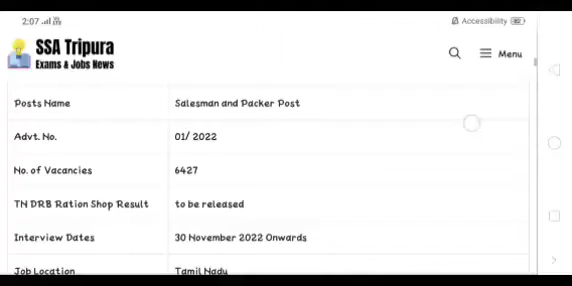 2:07
Accessibility
SSA Tripura
Exams & Jobs News
Menu
Posts Name Salesman and Packer Post
Advt. No. 01/ 2022
No. of Vacancies 6427
TN DRB Ration Shop Result to be released
Interview Dates 30 November 2022 Onwards
Job Location Tamil Nadu